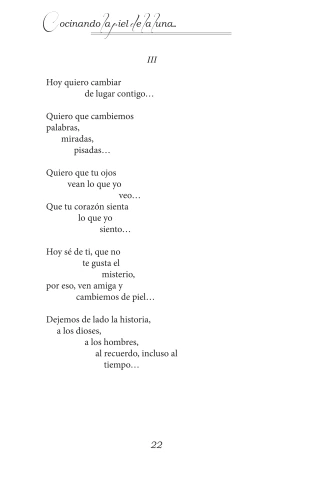 Cocinando la piel de la luna...
III
Hoy quiero cambiar
de lugar contigo…
Quiero que cambiemos
palabras,
miradas,
pisadas…
Quiero que tu ojos
vean lo que yo
veo…
Que tu corazón sienta
lo que yo
siento…
Hoy sé de ti, que no
te gusta el
misterio,
por eso, ven amiga y
cambiemos de piel…
Dejemos de lado la historia,
a los dioses,
a los hombres,
al recuerdo, incluso al
tiempo…
22